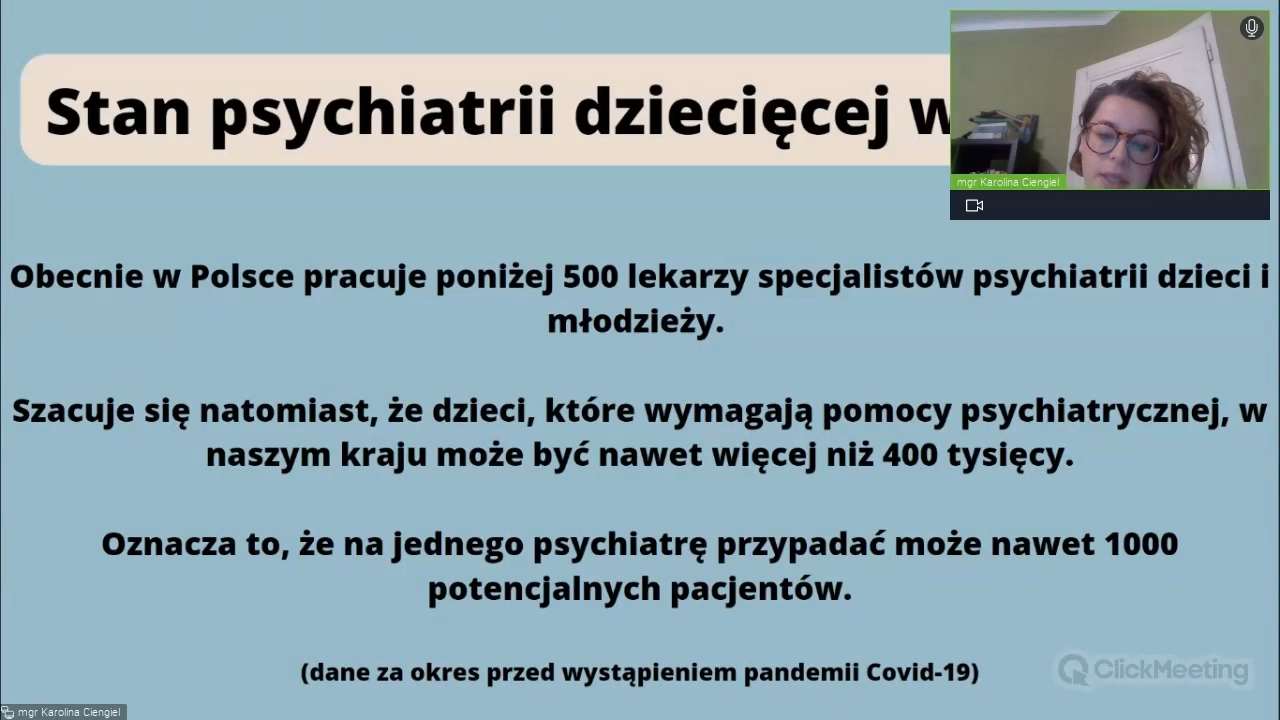 Stan psychiatrii dziecięcej w
mgr Karolina Ciengiel
Obecnie w Polsce pracuje poniżej 500 lekarzy specjalistów psychiatrii dzieci i
młodzieży.
Szacuje się natomiast, że dzieci, które wymagają pomocy psychiatrycznej, w
naszym kraju może być nawet więcej niż 400 tysięcy.
Oznacza to, że na jednego psychiatrę przypadać może nawet 1000
potencjalnych pacjentów.
(dane za okres przed wystąpieniem pandemii Covid-19)
ClickMeeting
mgr Karolina Ciengiel